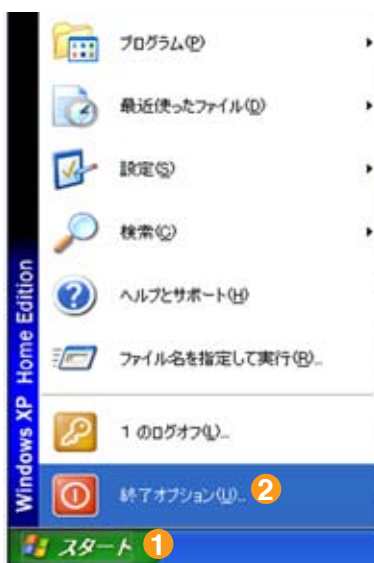 プログラム(P)
最近使ったファイル(D)
設定(S)
検索(C)
ヘルプとサポート(H)
ファイル名を指定して実行(R)...
1 のログオフ(L)...
終了オプション(U)... 2
Windows XP Home Edition
スタート 1